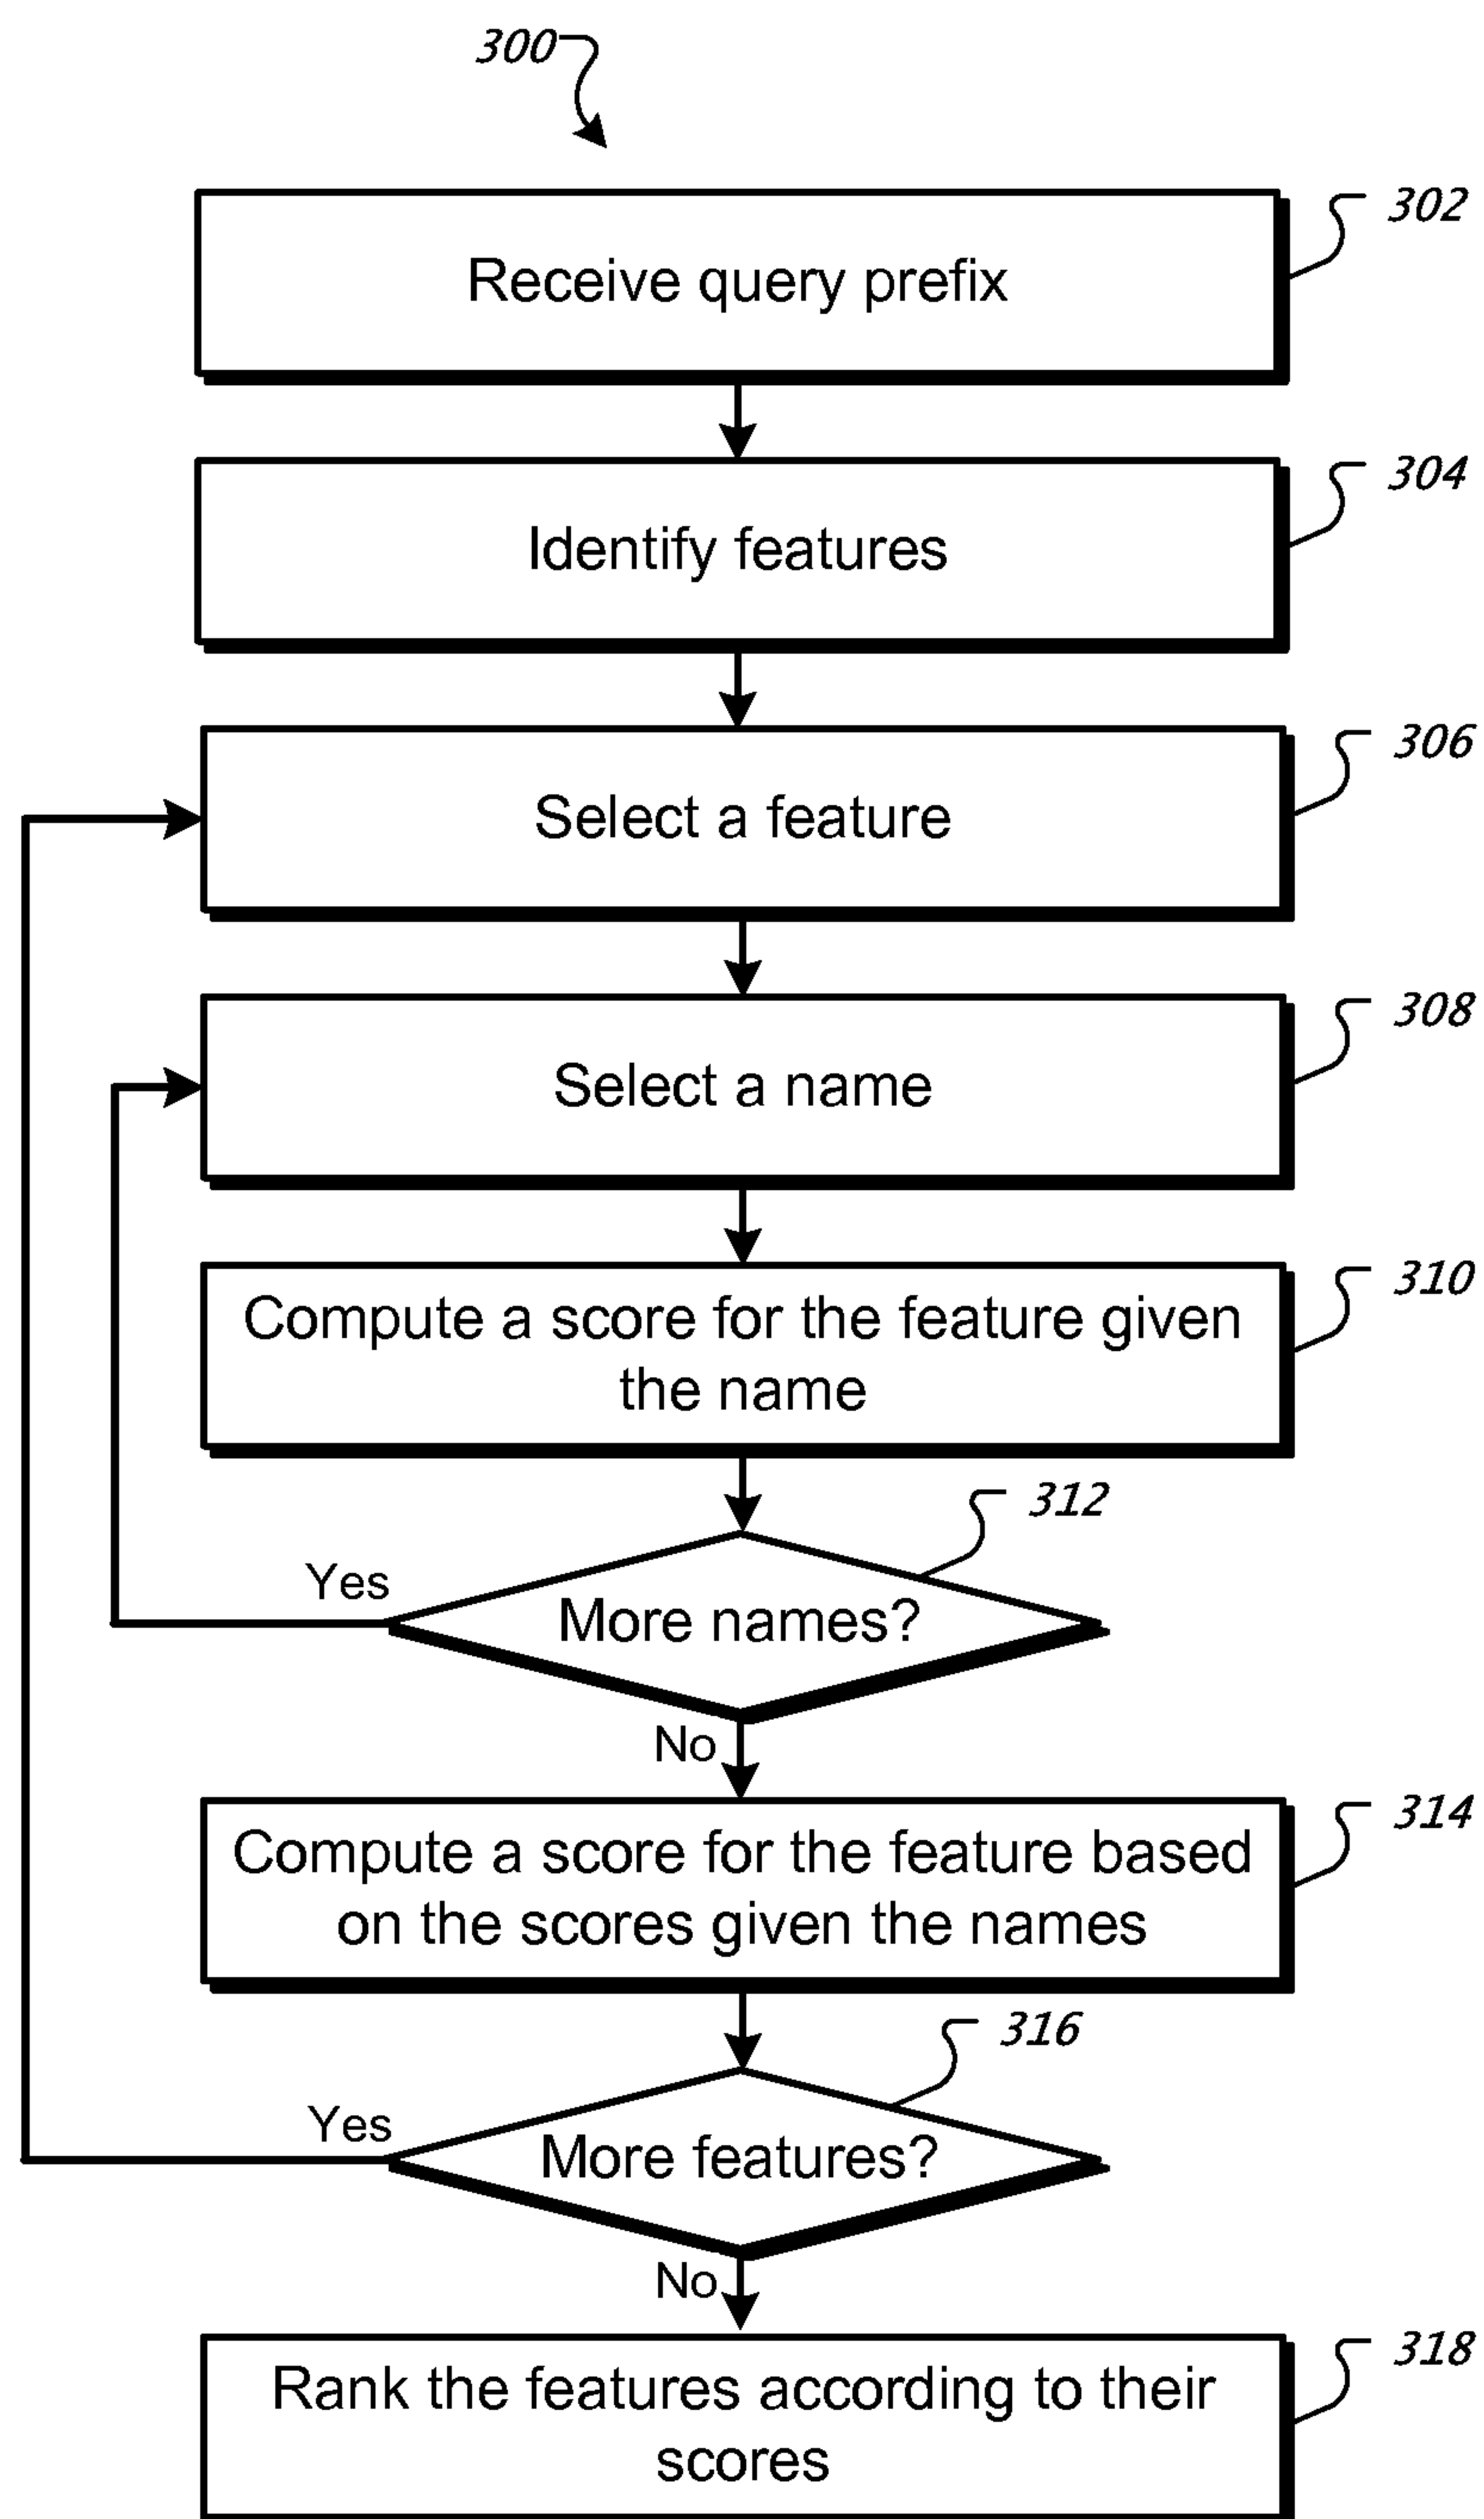 300
Receive query prefix
302
Identify features
304
Select a feature
306
Select a name
308
Compute a score for the feature given
the name
310
312
Yes
More names?
No
Compute a score for the feature based
on the scores given the names
314
316
Yes
More features?
No
Rank the features according to their
scores
318